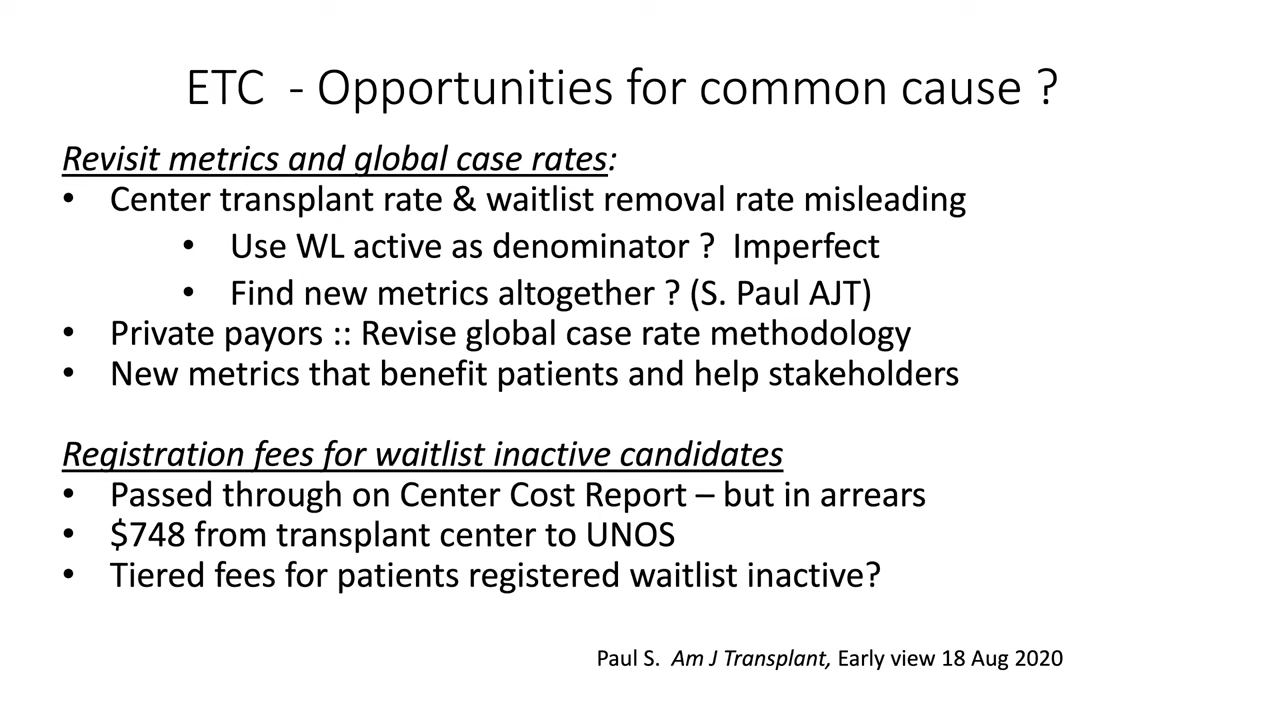 ETC - Opportunities for common cause ?
Revisit metrics and global case rates:
• Center transplant rate & waitlist removal rate misleading
• Use WL active as denominator ? Imperfect
• Find new metrics altogether ? (S. Paul AJT)
• Private payors :: Revise global case rate methodology
• New metrics that benefit patients and help stakeholders
Registration fees for waitlist inactive candidates
• Passed through on Center Cost Report – but in arrears
• $748 from transplant center to UNOS
• Tiered fees for patients registered waitlist inactive?
Paul S. Am J Transplant, Early view 18 Aug 2020